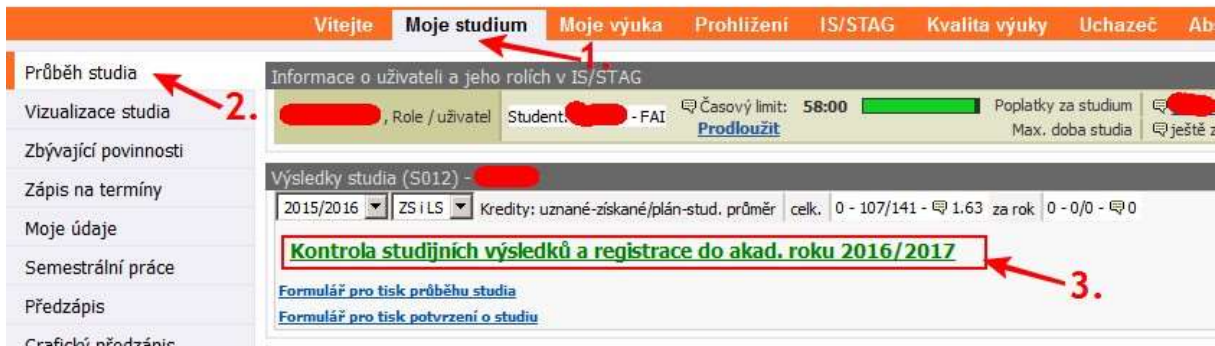 Vítejte Moje studium Moje výuka Prohlížení IS/STAG Kvalita výuky Uchazeč Ab
1.
Průběh studia
2.
Vizualizace studia
Zbývající povinnosti
Zápis na termíny
Moje údaje
Semestrální práce
Předzápis
Grafický předzápis
Informace o uživateli a jeho rolích v IS/STAG
, Role / uživatel Student: - FAI Časový limit: 58:00 Poplatky za studium
Prodloužit Max. doba studia ještě z
Výsledky studia (S012) -
2015/2016 ZS i LS Kredity: uznané-získané/plán-stud. průměr celk. 0 - 107/141 - 1.63 za rok 0 - 0/0 - 0
Kontrola studijních výsledků a registrace do akad. roku 2016/2017
3.
Formulář pro tisk průběhu studia
Formulář pro tisk potvrzení o studiu